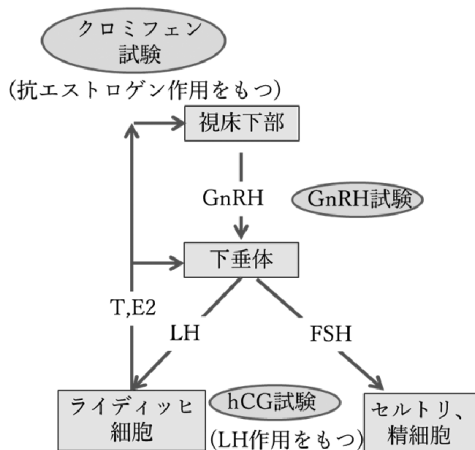 クロミフェン
試験
(抗エストロゲン作用をもつ)
視床下部
GnRH
GnRH試験
下垂体
T,E2
LH
FSH
ライディッヒ
細胞
hCG試験
(LH作用をもつ)
セルトリ、
精細胞